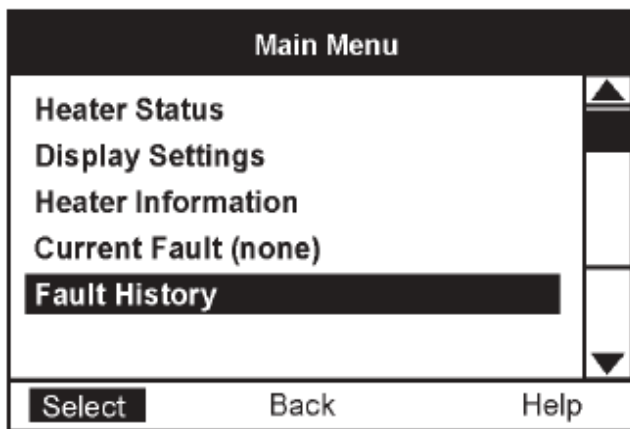 Main Menu
Heater Status
Display Settings
Heater Information
Current Fault (none)
Fault History
Select Back Help